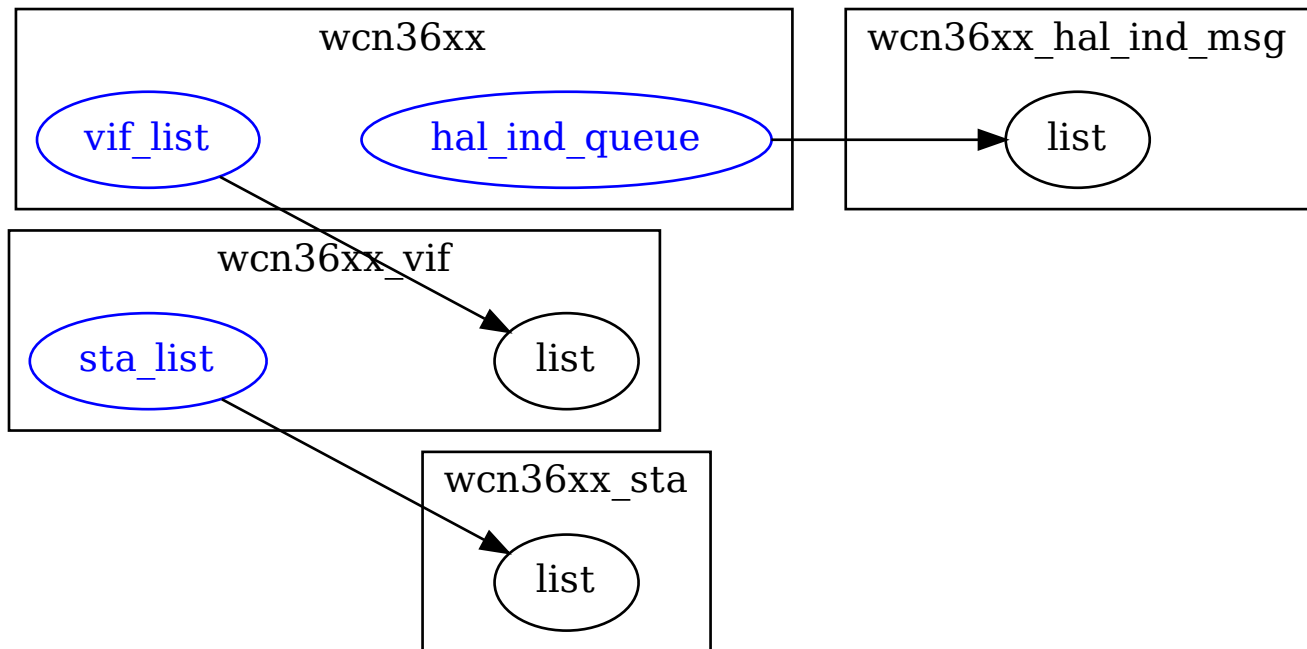 wcn36xx
vif_list
hal_ind_queue
wcn36xx_hal_ind_msg
list
wcn36xx_vif
sta_list
list
wcn36xx_sta
list